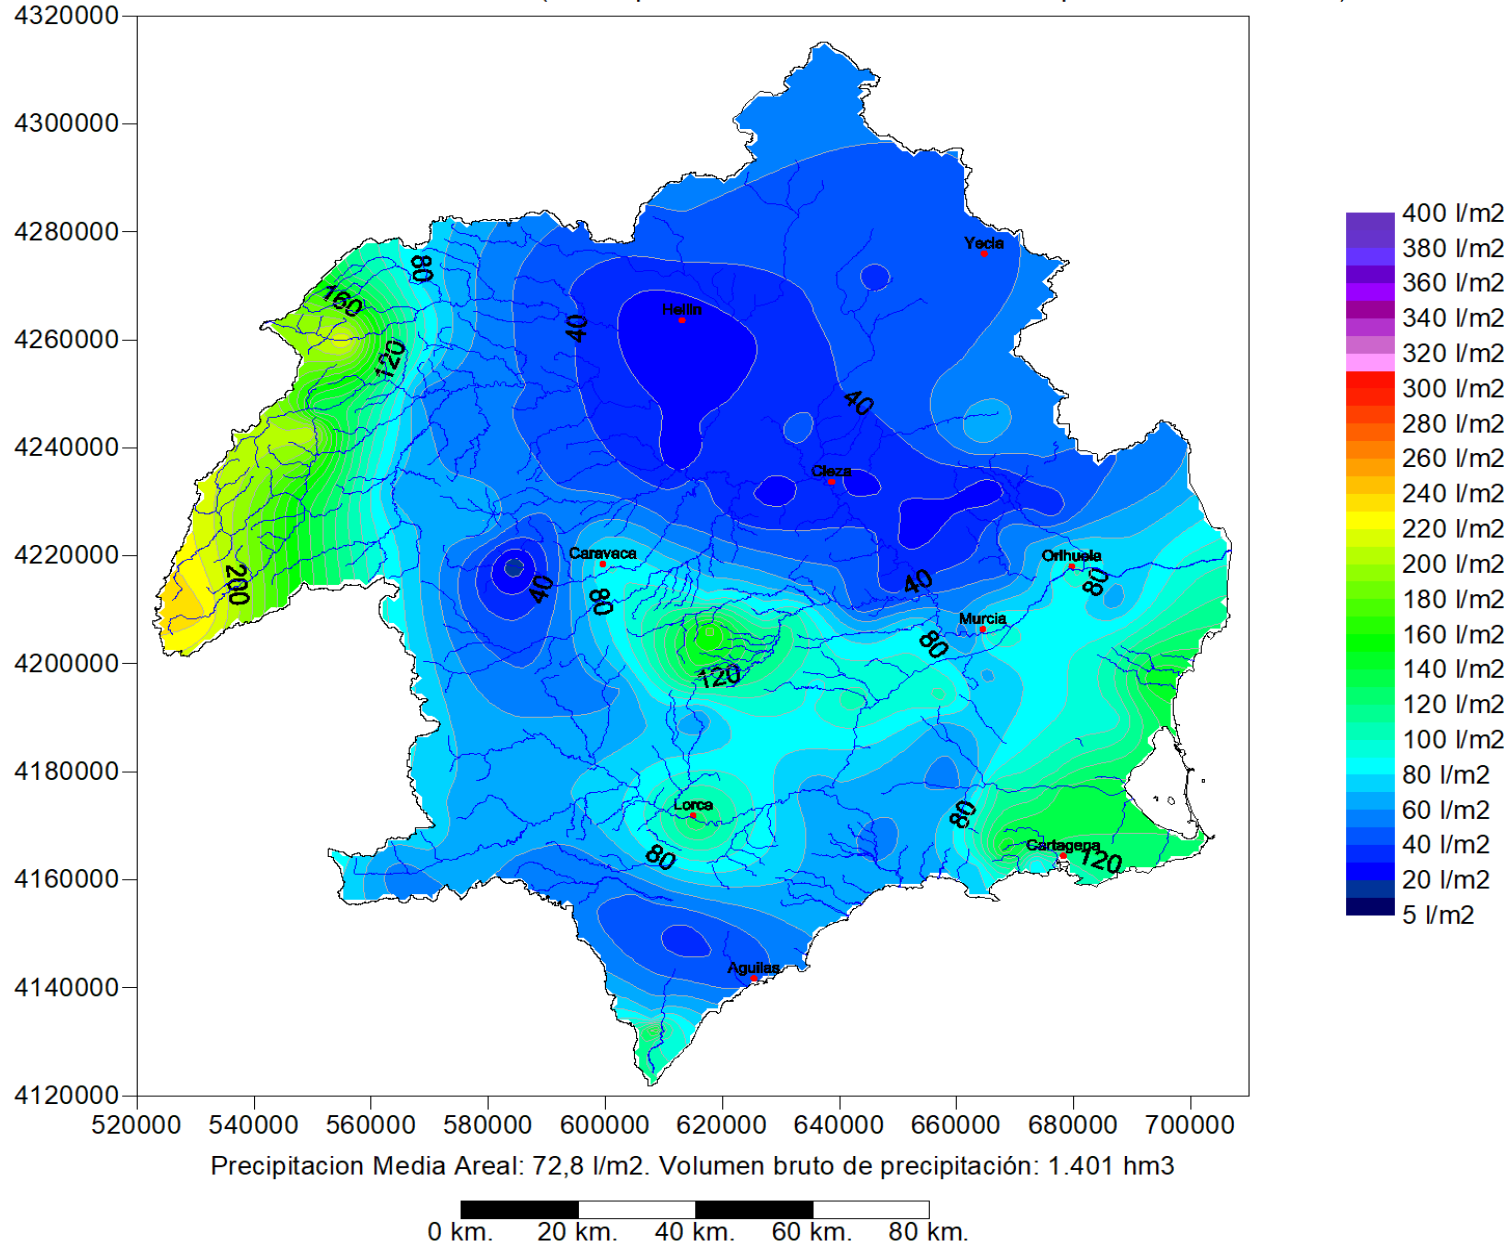 4320000
4300000
4280000
4260000
4240000
4220000
4200000
4180000
4160000
4140000
4120000
520000 540000 560000 580000 600000 620000 640000 660000 680000 700000
Yecla
80
160
Hellin
40
120
40
Cieza
Caravaca
Orihuela
200
40
80
40
80
Murcia
80
120
Lorca
80
80
Cartagena
120
Aguilas
400 l/m2
380 l/m2
360 l/m2
340 l/m2
320 l/m2
300 l/m2
280 l/m2
260 l/m2
240 l/m2
220 l/m2
200 l/m2
180 l/m2
160 l/m2
140 l/m2
120 l/m2
100 l/m2
80 l/m2
60 l/m2
40 l/m2
20 l/m2
5 l/m2
Precipitacion Media Areal: 72,8 l/m2. Volumen bruto de precipitación: 1.401 hm3
0 km. 20 km. 40 km. 60 km. 80 km.